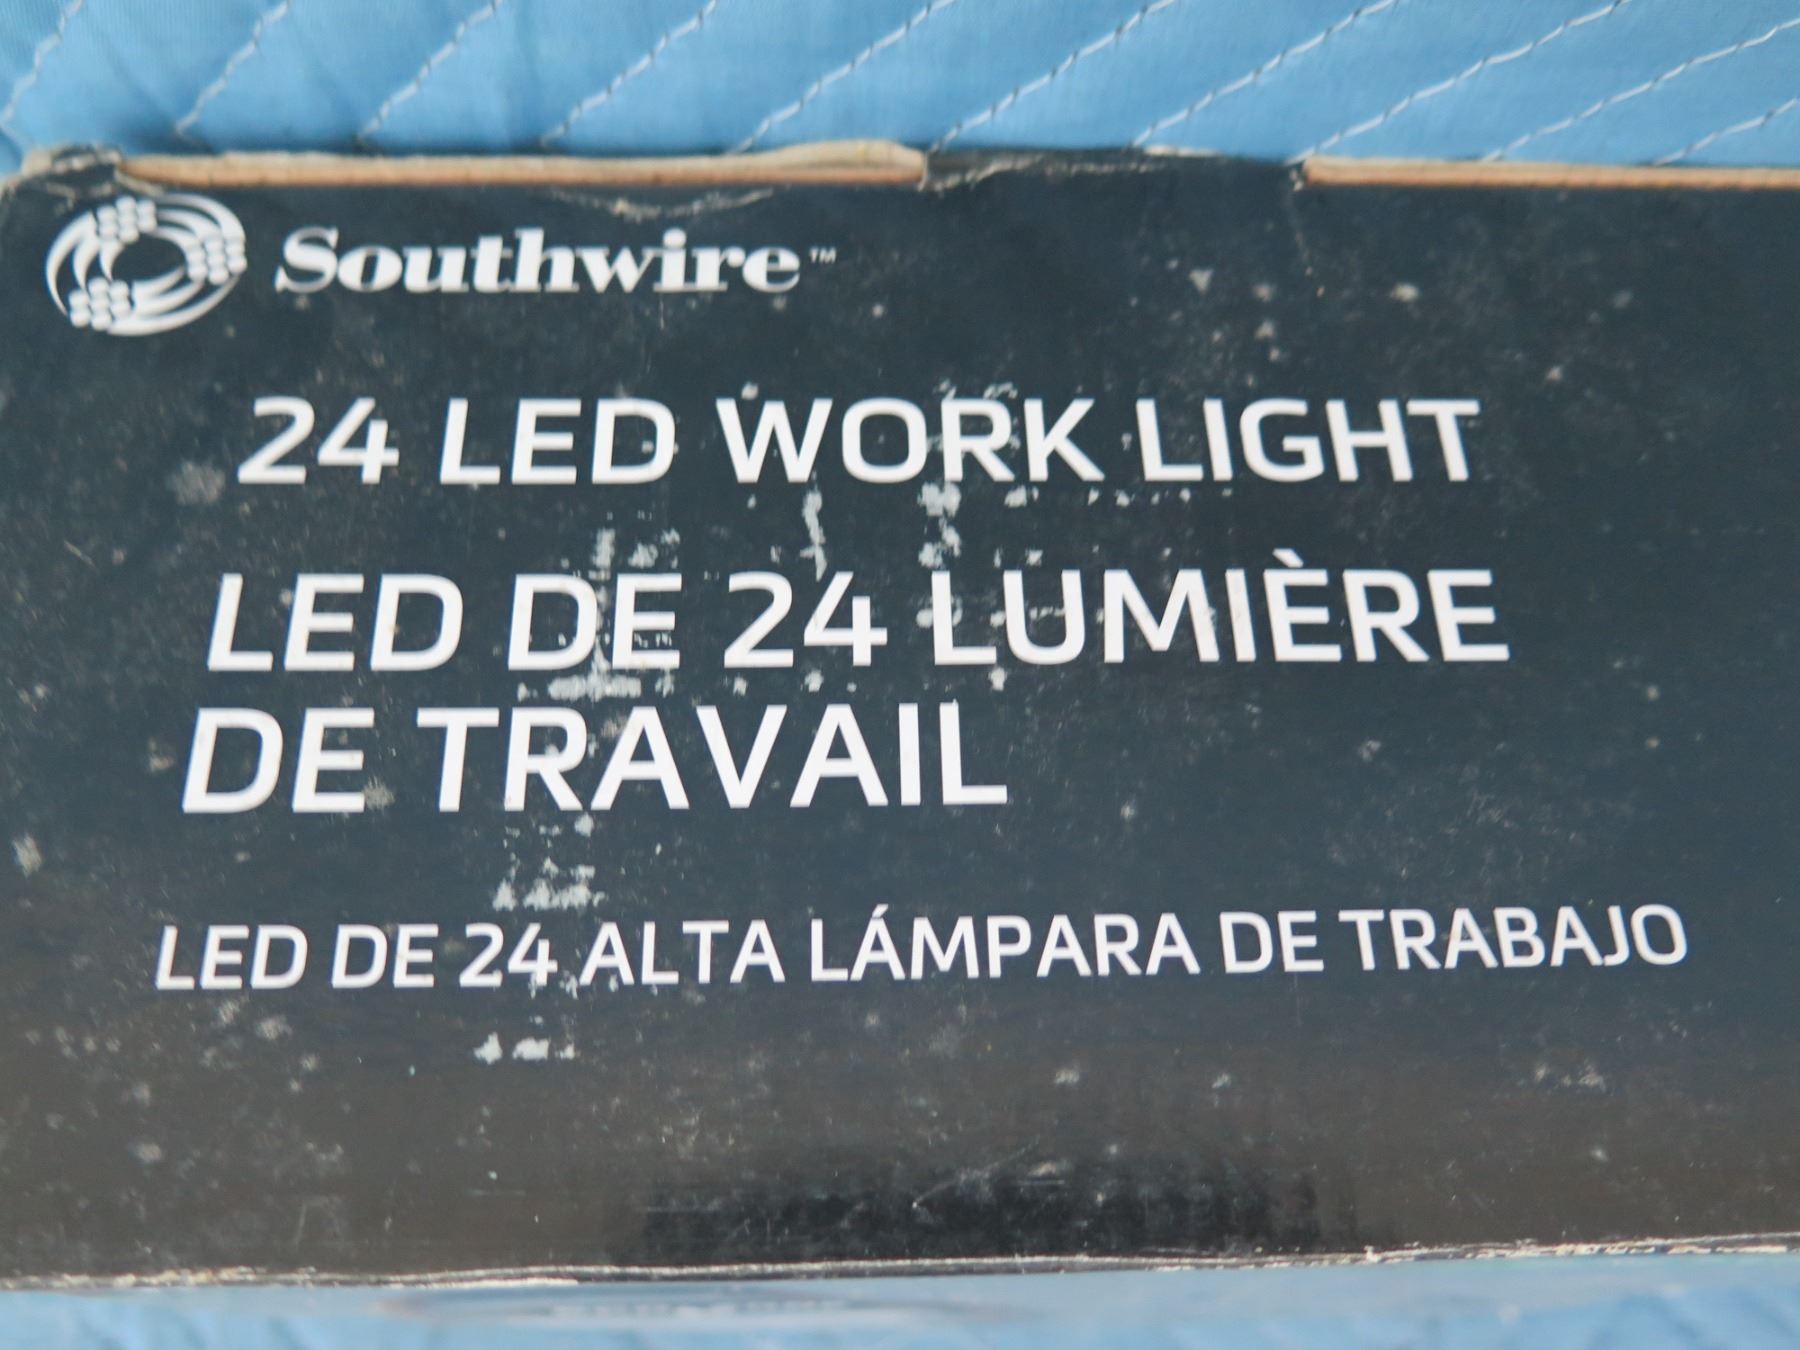 Southwire™
24 LED WORK LIGHT
LED DE 24 LUMIÈRE
DE TRAVAIL
LED DE 24 ALTA LÁMPARA DE TRABAJO